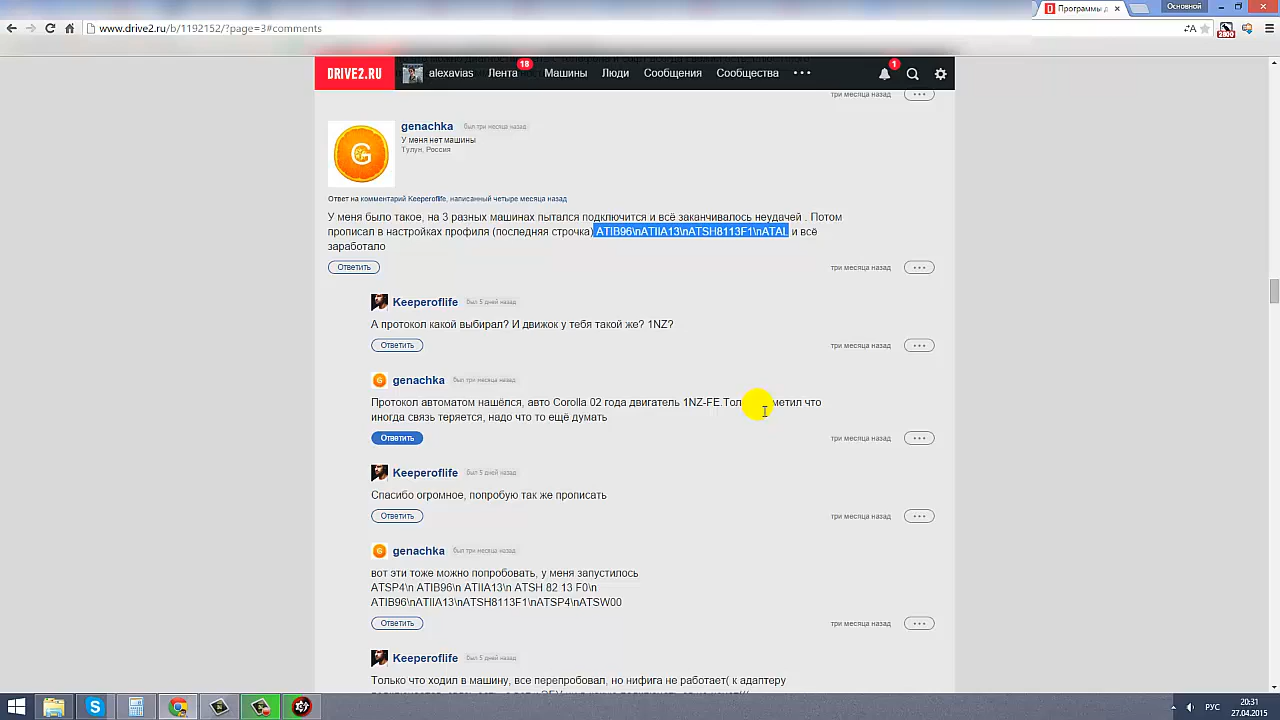 Программы д
Основной
www.drive2.ru/b/1192152/?page=3#comments
2800
DRIVE2.RU
alexavias
Лента
18
Машины
Люди
Сообщения
Сообщества
1
три месяца назад
genachka
был три месяца назад
У меня нет машины
Тулун, Россия
G
Ответ на комментарий Keeperoflife, написанный четыре месяца назад
У меня было такое, на 3 разных машинах пытался подключится и всё заканчивалось неудачей . Потом
прописал в настройках профиля (последняя строчка) ATIB96\nATIIA13\nATSH8113F1\nATAL и всё
заработало
Ответить
три месяца назад
Keeperoflife
был 5 дней назад
А протокол какой выбирал? И движок у тебя такой же? 1NZ?
Ответить
три месяца назад
genachka
был три месяца назад
Протокол автоматом нашёлся, авто Corolla 02 года двигатель 1NZ-FE.Тол метил что
иногда связь теряется, надо что то ещё думать
Ответить
три месяца назад
Keeperoflife
был 5 дней назад
Спасибо огромное, попробую так же прописать
Ответить
три месяца назад
genachka
был три месяца назад
вот эти тоже можно попробовать, у меня запустилось
ATSP4\n ATIB96\n ATIIA13\n ATSH 82 13 F0\n
ATIB96\nATIIA13\nATSH8113F1\nATSP4\nATSW00
Ответить
три месяца назад
Keeperoflife
был 5 дней назад
Только что ходил в машину, все перепробовал, но нифига не работает( к адаптеру
РУС
20:31
27.04.2015